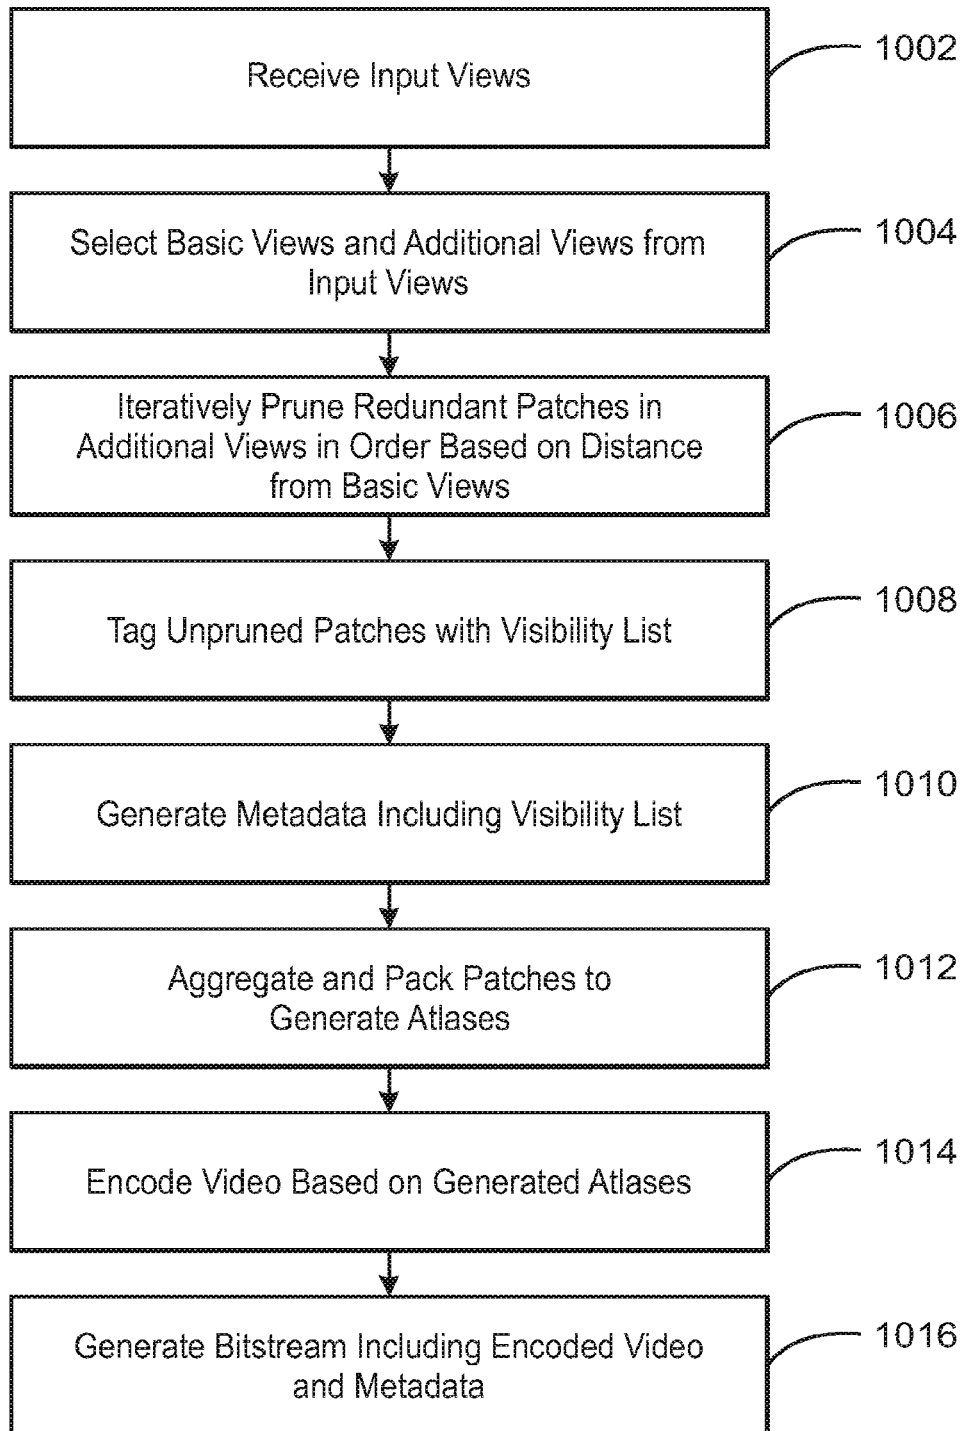 Receive Input Views
1002
Select Basic Views and Additional Views from
Input Views
1004
Iteratively Prune Redundant Patches in
Additional Views in Order Based on Distance
from Basic Views
1006
Tag Unpruned Patches with Visibility List
1008
Generate Metadata Including Visibility List
1010
Aggregate and Pack Patches to
Generate Atlases
1012
Encode Video Based on Generated Atlases
1014
Generate Bitstream Including Encoded Video
and Metadata
1016